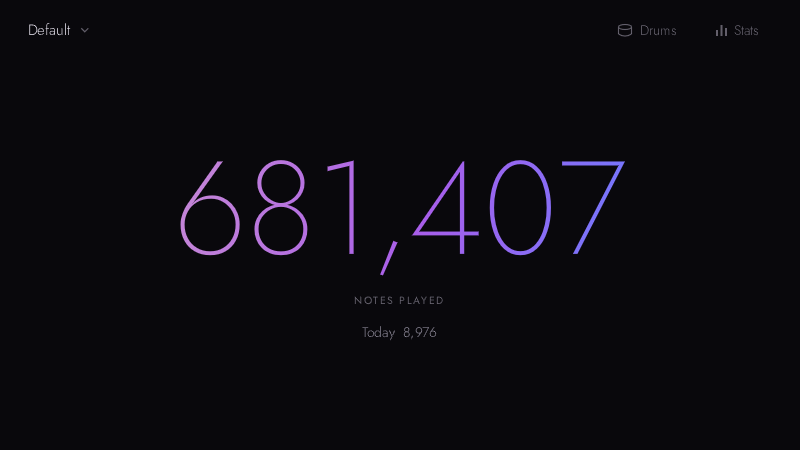 Default
Drums
Stats
681,407
NOTES PLAYED
Today 8,976